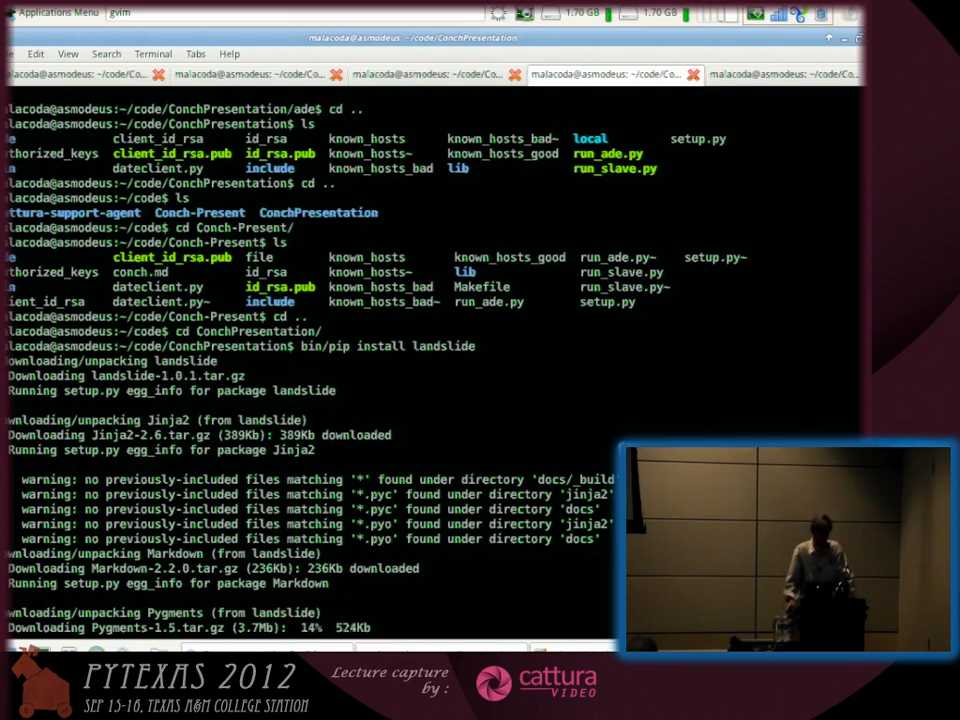 Applications Menu gvim 1.70 GB 1.70 GB
malacoda@asmodeus: ~/code/ConchPresentation
Edit View Search Terminal Tabs Help
alacoda@asmodeus: ~/code/Co... malacoda@asmodeus: ~/code/Co... malacoda@asmodeus: ~/code/Co... malacoda@asmodeus: ~/code/Co... malacoda@asmodeus: ~/code/Co...
lacoda@asmodeus:~/code/ConchPresentation/ade$ cd ..
lacoda@asmodeus:~/code/ConchPresentation$ ls
e client_id_rsa id_rsa known_hosts known_hosts_bad~ local setup.py
thorized_keys client_id_rsa.pub id_rsa.pub known_hosts~ known_hosts_good run_ade.py
n dateclient.py include known_hosts_bad lib run_slave.py
lacoda@asmodeus:~/code/ConchPresentation$ cd ..
lacoda@asmodeus:~/code$ ls
ttura-support-agent Conch-Present ConchPresentation
lacoda@asmodeus:~/code$ cd Conch-Present/
lacoda@asmodeus:~/code/Conch-Present$ ls
e client_id_rsa.pub file known_hosts known_hosts_good run_ade.py~ setup.py~
thorized_keys conch.md id_rsa known_hosts~ lib run_slave.py
n dateclient.py id_rsa.pub known_hosts_bad Makefile run_slave.py~
ient_id_rsa dateclient.py~ include known_hosts_bad~ run_ade.py setup.py
lacoda@asmodeus:~/code/Conch-Present$ cd ..
lacoda@asmodeus:~/code$ cd ConchPresentation/
lacoda@asmodeus:~/code/ConchPresentation$ bin/pip install landslide
ownloading/unpacking landslide
Downloading landslide-1.0.1.tar.gz
Running setup.py egg_info for package landslide
ownloading/unpacking Jinja2 (from landslide)
Downloading Jinja2-2.6.tar.gz (389Kb): 389Kb downloaded
Running setup.py egg_info for package Jinja2
warning: no previously-included files matching '*' found under directory 'docs/_build'
warning: no previously-included files matching '*.pyc' found under directory 'jinja2'
warning: no previously-included files matching '*.pyc' found under directory 'docs'
warning: no previously-included files matching '*.pyo' found under directory 'jinja2'
warning: no previously-included files matching '*.pyo' found under directory 'docs'
ownloading/unpacking Markdown (from landslide)
Downloading Markdown-2.2.0.tar.gz (236Kb): 236Kb downloaded
Running setup.py egg_info for package Markdown
ownloading/unpacking Pygments (from landslide)
Downloading Pygments-1.5.tar.gz (3.7Mb): 14% 524Kb
PYTEXAS 2012
SEP 15-16, TEXAS A&M COLLEGE STATION
Lecture capture
by :
cattura
VIDEO